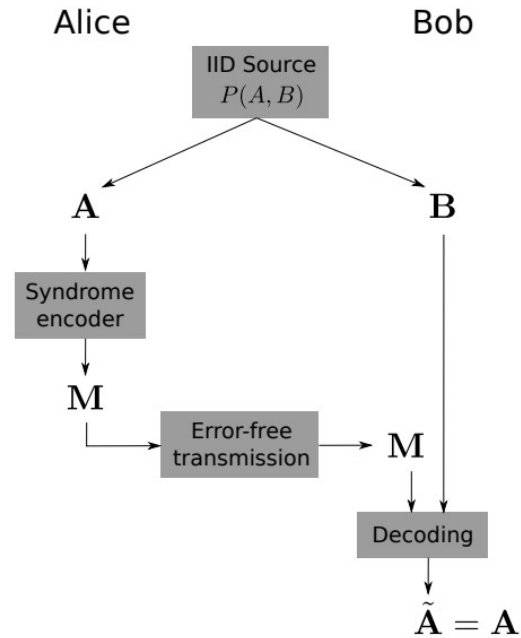 Alice Bob
IID Source
P(A, B)
A B
Syndrome
encoder
M
Error-free
transmission
M
Decoding
Ã = A